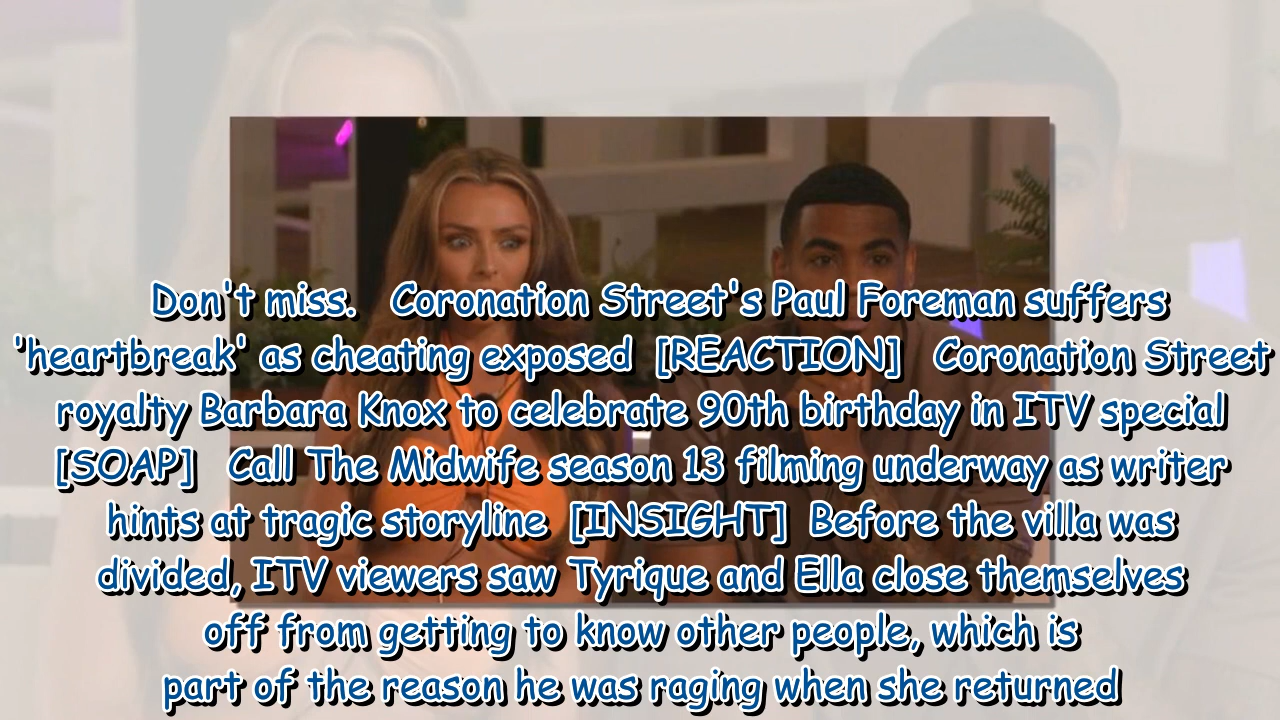 Don't miss. Coronation Street's Paul Foreman suffers
'heartbreak' as cheating exposed [REACTION] Coronation Street
royalty Barbara Knox to celebrate 90th birthday in ITV special
[SOAP] Call The Midwife season 13 filming underway as writer
hints at tragic storyline [INSIGHT] Before the villa was
divided, ITV viewers saw Tyrique and Ella close themselves
off from getting to know other people, which is
part of the reason he was raging when she returned